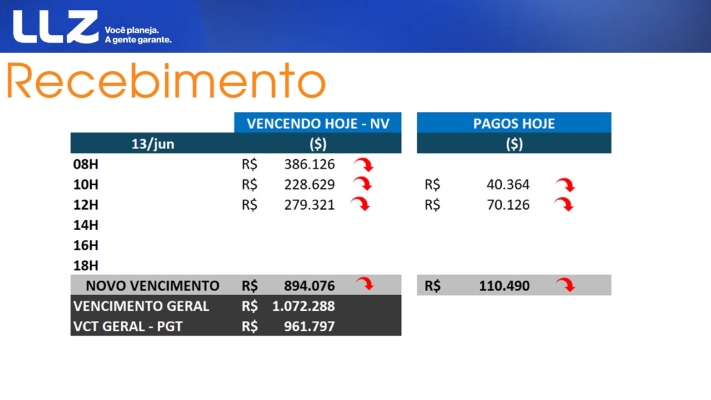 LLZ Você planeja.
A gente garante.
Recebimento
VENCENDO HOJE - NV PAGOS HOJE
13/jun ($) ($)
08H R$ 386.126
10H R$ 228.629 R$ 40.364
12H R$ 279.321 R$ 70.126
14H
16H
18H
NOVO VENCIMENTO R$ 894.076 R$ 110.490
VENCIMENTO GERAL R$ 1.072.288
VCT GERAL - PGT R$ 961.797